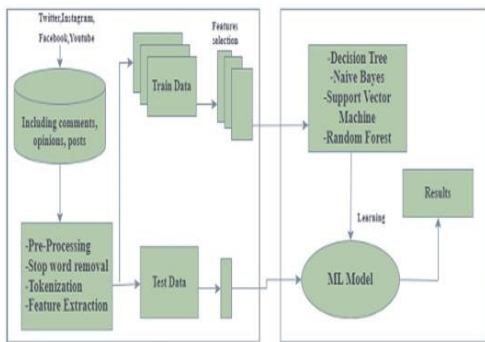 Twitter,Instagram,
Facebook,Youtube
Including comments,
opinions, posts
-Pre-Processing
-Stop word removal
-Tokenization
-Feature Extraction
Train Data
Features
selection
Test Data
-Decision Tree
-Naive Bayes
-Support Vector
Machine
-Random Forest
Learning
ML Model
Results